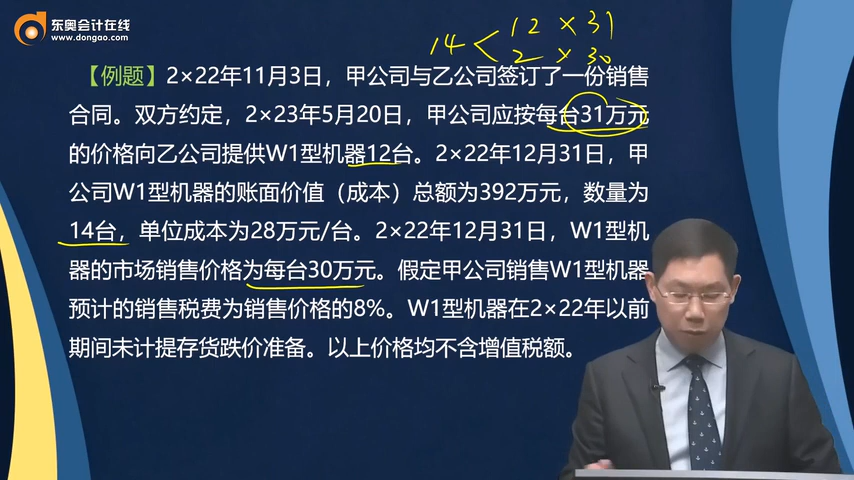 东奥会计在线
www.dongao.com
14 < 12 × 31
2 × 30
【例题】2×22年11月3日，甲公司与乙公司签订了一份销售
合同。双方约定，2×23年5月20日，甲公司应按每台31万元
的价格向乙公司提供W1型机器12台。2×22年12月31日，甲
公司W1型机器的账面价值（成本）总额为392万元，数量为
14台，单位成本为28万元/台。2×22年12月31日，W1型机
器的市场销售价格为每台30万元。假定甲公司销售W1型机器
预计的销售税费为销售价格的8%。W1型机器在2×22年以前
期间未计提存货跌价准备。以上价格均不含增值税额。